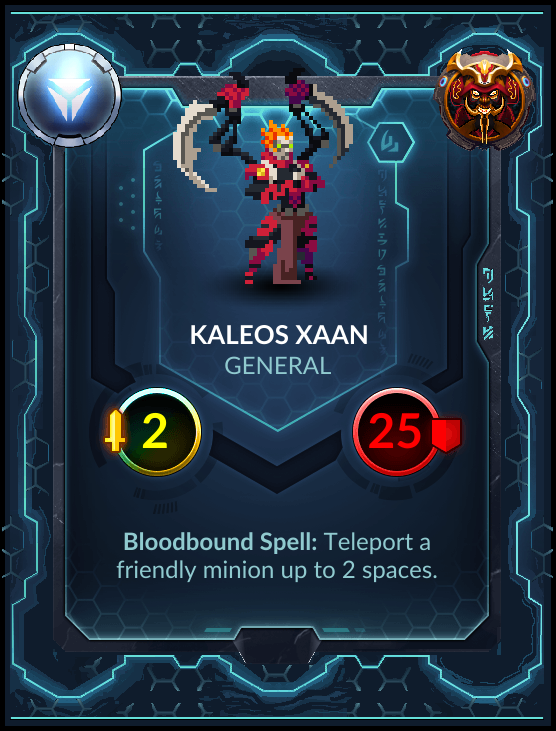 KALEOS XAAN
GENERAL
2
25
Bloodbound Spell: Teleport a
friendly minion up to 2 spaces.